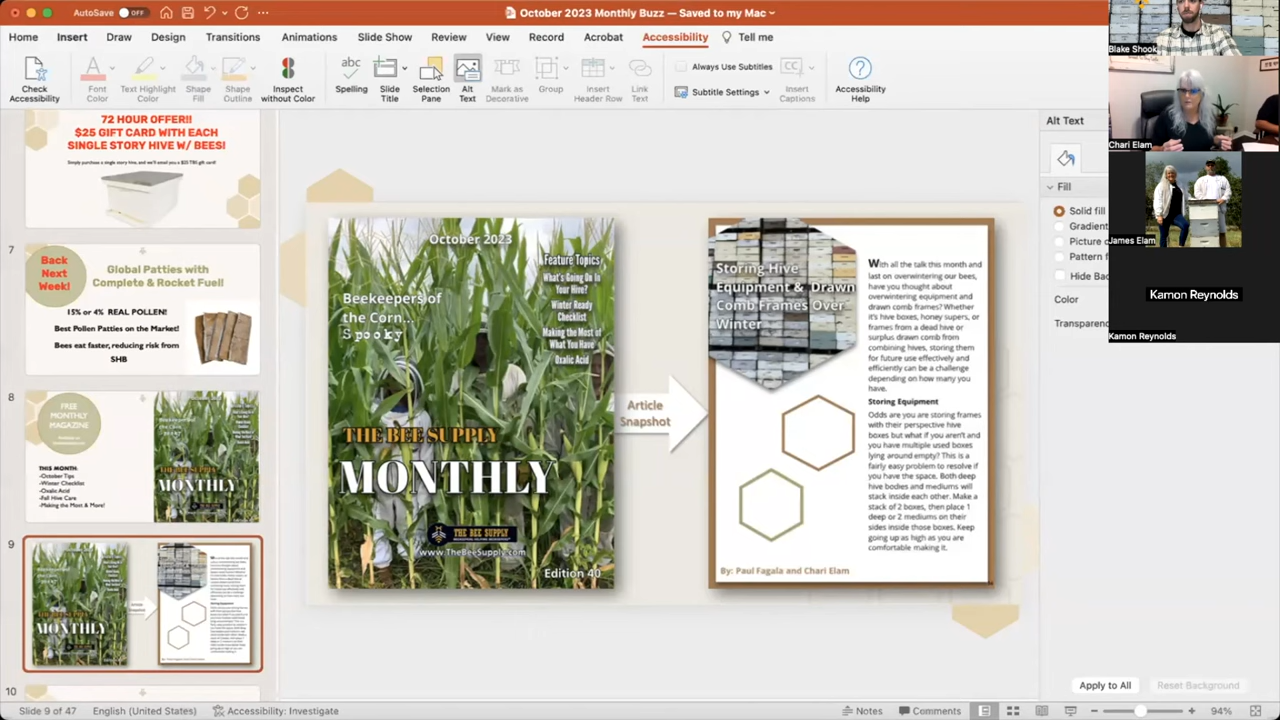 AutoSave OFF
October 2023 Monthly Buzz — Saved to my Mac
Home Insert Draw Design Transitions Animations Slide Show Review View Record Acrobat Accessibility Tell me
Check Accessibility
Font Color
Text Highlight Color
Shape Fill
Shape Outline
Inspect without Color
abc
Spelling
Slide Title
Selection Pane
Alt Text
Mark as Decorative
Group
Insert Header Row
Link Text
Always Use Subtitles
Subtitle Settings
CC
Insert Captions
Accessibility Help
72 HOUR OFFER!!
$25 GIFT CARD WITH EACH
SINGLE STORY HIVE W/ BEES!
7
Back
Next
Week!
Global Patties with
Complete & Rocket Fuel!
15% or 4% REAL POLLEN!
Best Pollen Patties on the Market!
Bees eat faster, reducing risk from
SHB
8
FREE
MONTHLY
MAGAZINE
THIS MONTH:
-October Tips
-Winter Checklist
-Oxalic Acid
-Fall Hive Care
-Making the Most & More!
MONTHLY
9
MONTHLY
10
October 2023
Feature Topics
What's Going On In
Your Hive?
Winter Ready
Checklist
Making the Most of
What You Have
Oxalic Acid
Beekeepers of
the Corn...
Spooky
THE BEE SUPPLY
MONTHLY
THE BEE SUPPLY
www.TheBeeSupply.com
Edition 40
Article
Snapshot
Storing Hive
Equipment & Drawn
Comb Frames Over
Winter
With all the talk this month and
last on overwintering our bees,
have you thought about
overwintering equipment and
drawn comb frames? Whether
it's hive boxes, honey supers, or
frames from a dead hive or
surplus drawn comb from
combining hives, storing them
for future use effectively and
efficiently can be a challenge
depending on how many you
have.
Storing Equipment
Odds are you are storing frames
with their perspective hive
boxes but what if you aren't and
you have multiple used boxes
lying around empty? This is a
fairly easy problem to resolve if
you have the space. Both deep
hive bodies and mediums will
stack inside each other. Make a
stack of 2 boxes, then place 1
deep or 2 mediums on their
sides inside those boxes. Keep
going up as high as you are
comfortable making it.
By: Paul Fagala and Chari Elam
Alt Text
Fill
Solid fill
Gradient
Picture
Pattern f
Hide Bac
Color
Transparenc
Apply to All
Reset Background
Blake Shook
Chari Elam
James Elam
Kamon Reynolds
Kamon Reynolds
Slide 9 of 47 English (United States) Accessibility: Investigate Notes Comments 94%